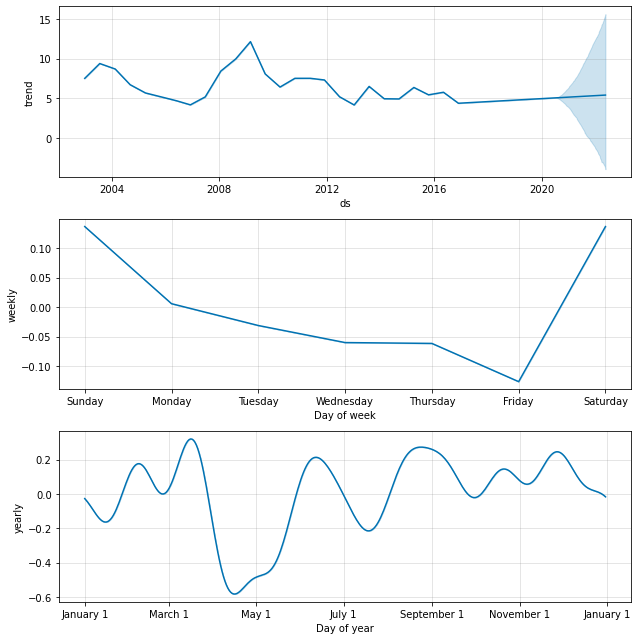 15
10
5
0
trend
2004 2008 2012 2016 2020
ds
0.10
0.05
0.00
−0.05
−0.10
weekly
Sunday Monday Tuesday Wednesday Thursday Friday Saturday
Day of week
0.2
0.0
−0.2
−0.4
−0.6
yearly
January 1 March 1 May 1 July 1 September 1 November 1 January 1
Day of year